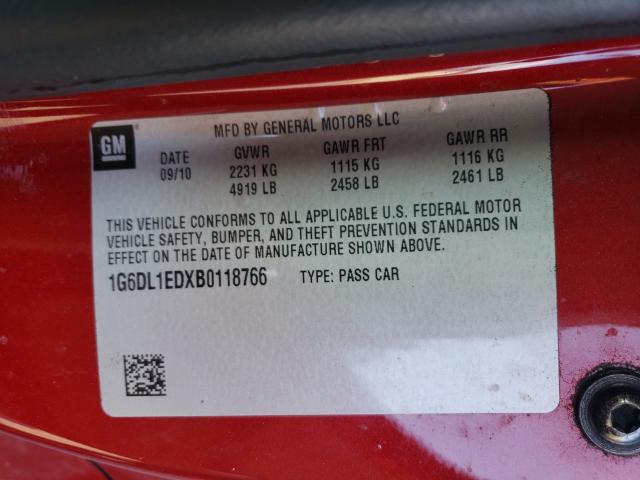 GM
MFD BY GENERAL MOTORS LLC
DATE GVWR GAWR FRT GAWR RR
09/10 2231 KG 1115 KG 1116 KG
4919 LB 2458 LB 2461 LB
THIS VEHICLE CONFORMS TO ALL APPLICABLE U.S. FEDERAL MOTOR
VEHICLE SAFETY, BUMPER, AND THEFT PREVENTION STANDARDS IN
EFFECT ON THE DATE OF MANUFACTURE SHOWN ABOVE.
1G6DL1EDXB0118766 TYPE: PASS CAR